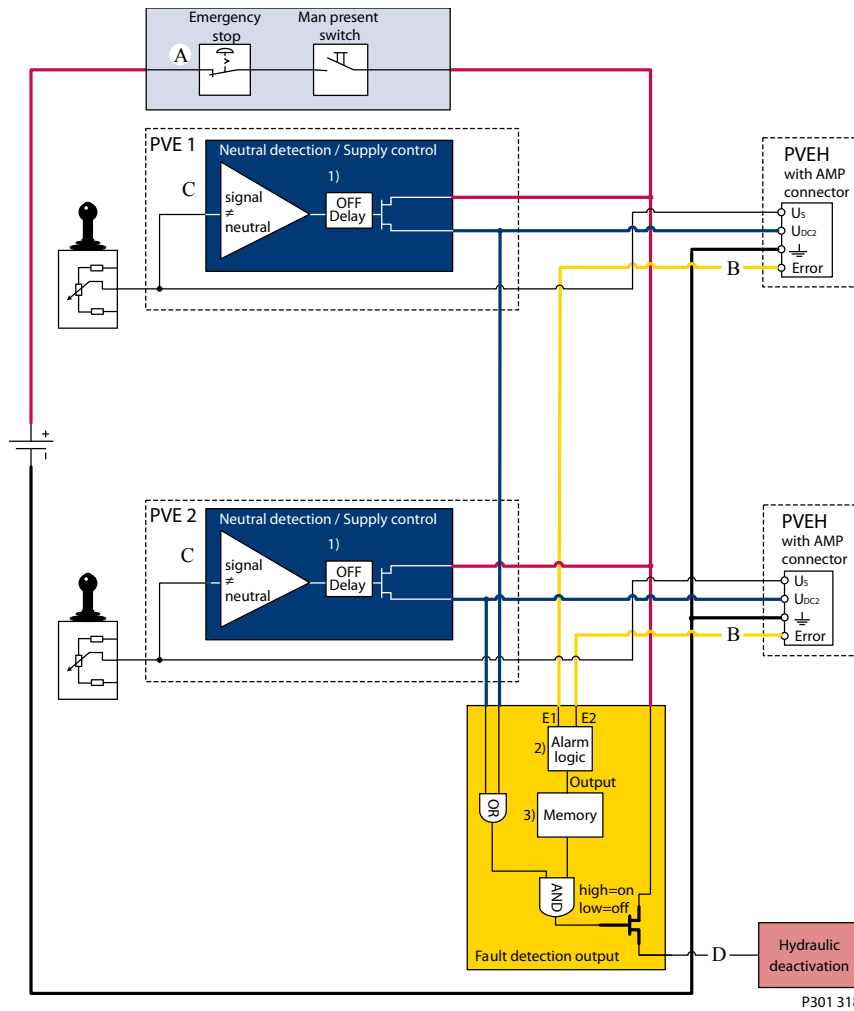 Emergency
stop
Man present
switch
A
PVE 1
Neutral detection / Supply control
C
signal
≠
neutral
1)
OFF
Delay
PVEH
with AMP
connector
US
UDC2
Error
B
+
-
PVE 2
Neutral detection / Supply control
C
signal
≠
neutral
1)
OFF
Delay
PVEH
with AMP
connector
US
UDC2
Error
B
E1 E2
2) Alarm
logic
Output
3) Memory
OR
AND
high=on
low=off
Fault detection output
D
Hydraulic
deactivation
P301 318